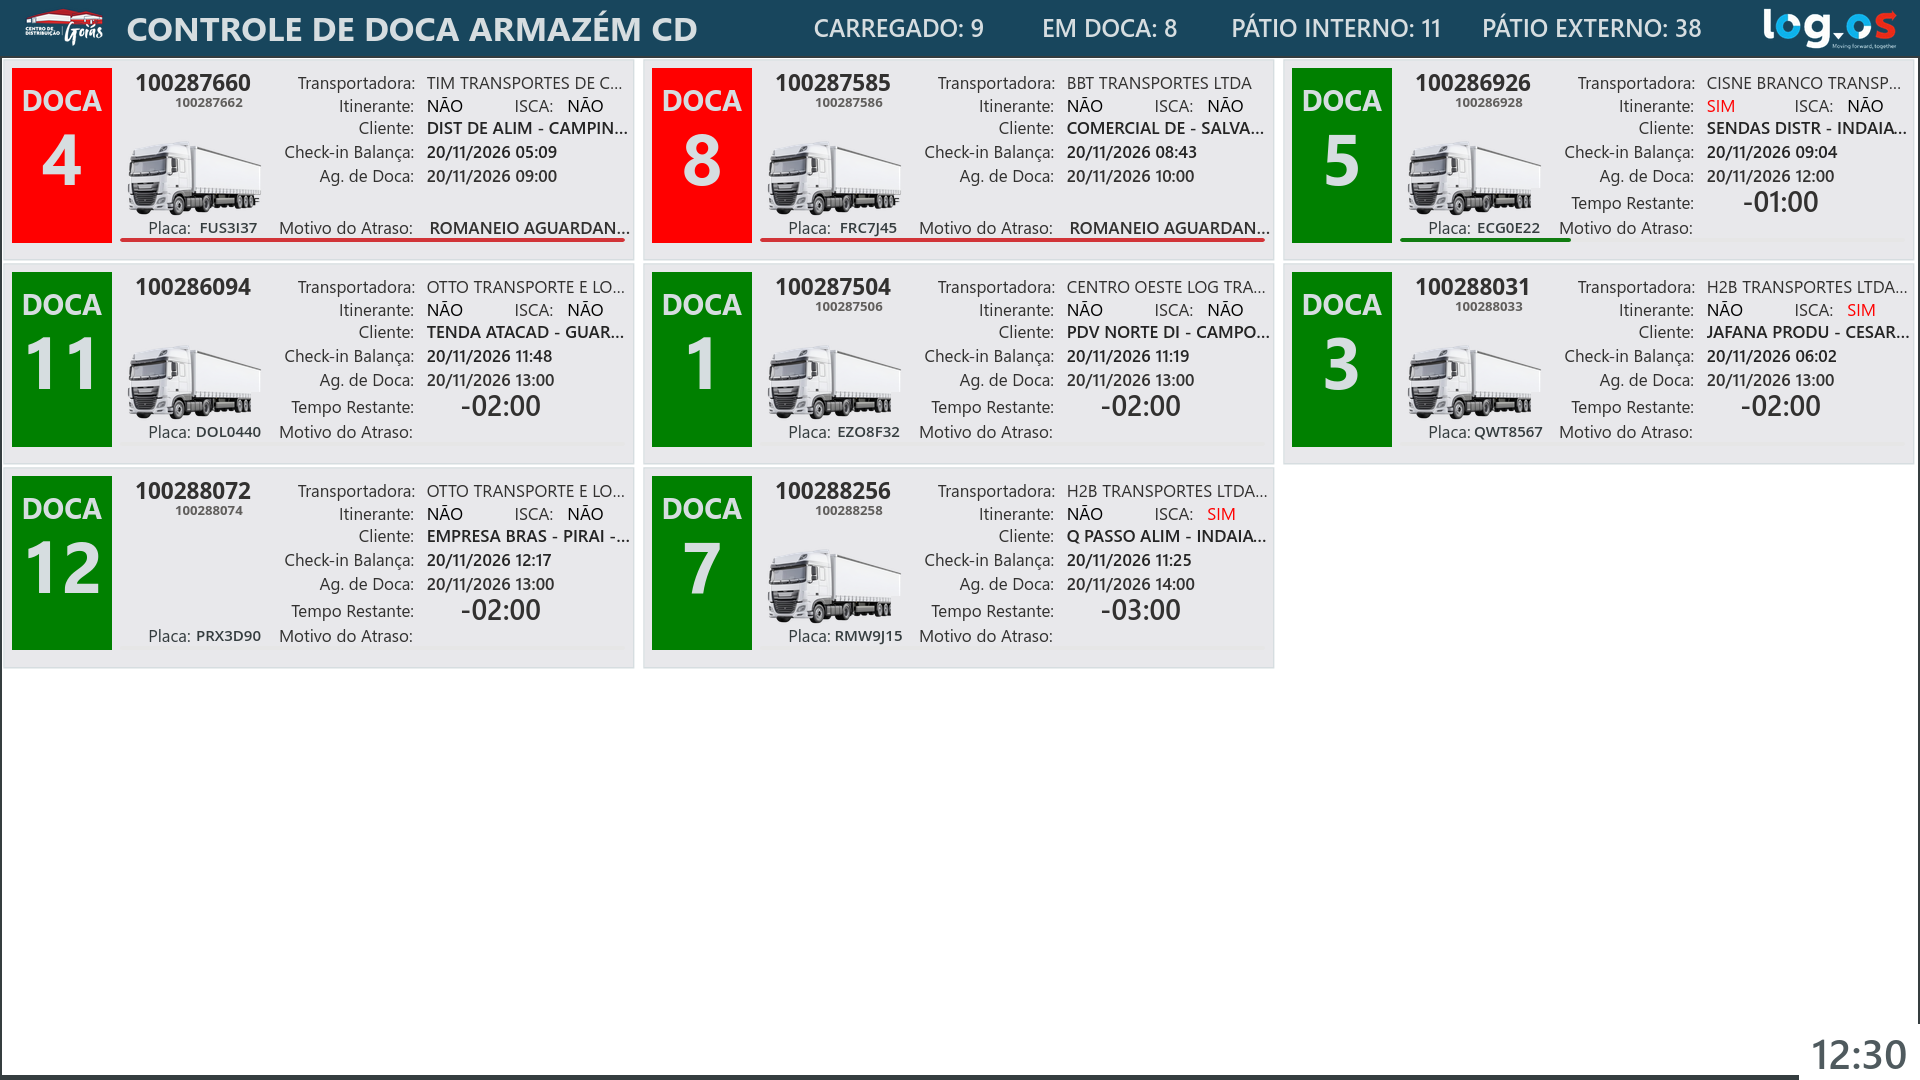 CENTRO DE DISTRIBUIÇÃO Goiás
CONTROLE DE DOCA ARMAZÉM CD
CARREGADO: 9
EM DOCA: 8
PÁTIO INTERNO: 11
PÁTIO EXTERNO: 38
log.os
Moving forward, together
DOCA
4
100287660
100287662
Transportadora: TIM TRANSPORTES DE C...
Itinerante: NÃO ISCA: NÃO
Cliente: DIST DE ALIM - CAMPIN...
Check-in Balança: 20/11/2026 05:09
Ag. de Doca: 20/11/2026 09:00
Placa: FUS3I37
Motivo do Atraso: ROMANEIO AGUARDAN...
DOCA
8
100287585
100287586
Transportadora: BBT TRANSPORTES LTDA
Itinerante: NÃO ISCA: NÃO
Cliente: COMERCIAL DE - SALVA...
Check-in Balança: 20/11/2026 08:43
Ag. de Doca: 20/11/2026 10:00
Placa: FRC7J45
Motivo do Atraso: ROMANEIO AGUARDAN...
DOCA
5
100286926
100286928
Transportadora: CISNE BRANCO TRANSP...
Itinerante: SIM ISCA: NÃO
Cliente: SENDAS DISTR - INDAIA...
Check-in Balança: 20/11/2026 09:04
Ag. de Doca: 20/11/2026 12:00
Tempo Restante: -01:00
Placa: ECG0E22
Motivo do Atraso:
DOCA
11
100286094
Transportadora: OTTO TRANSPORTE E LO...
Itinerante: NÃO ISCA: NÃO
Cliente: TENDA ATACAD - GUAR...
Check-in Balança: 20/11/2026 11:48
Ag. de Doca: 20/11/2026 13:00
Tempo Restante: -02:00
Placa: DOL0440
Motivo do Atraso:
DOCA
1
100287504
100287506
Transportadora: CENTRO OESTE LOG TRA...
Itinerante: NÃO ISCA: NÃO
Cliente: PDV NORTE DI - CAMPO...
Check-in Balança: 20/11/2026 11:19
Ag. de Doca: 20/11/2026 13:00
Tempo Restante: -02:00
Placa: EZO8F32
Motivo do Atraso:
DOCA
3
100288031
100288033
Transportadora: H2B TRANSPORTES LTDA...
Itinerante: NÃO ISCA: SIM
Cliente: JAFANA PRODU - CESAR...
Check-in Balança: 20/11/2026 06:02
Ag. de Doca: 20/11/2026 13:00
Tempo Restante: -02:00
Placa: QWT8567
Motivo do Atraso:
DOCA
12
100288072
100288074
Transportadora: OTTO TRANSPORTE E LO...
Itinerante: NÃO ISCA: NÃO
Cliente: EMPRESA BRAS - PIRAI -...
Check-in Balança: 20/11/2026 12:17
Ag. de Doca: 20/11/2026 13:00
Tempo Restante: -02:00
Placa: PRX3D90
Motivo do Atraso:
DOCA
7
100288256
100288258
Transportadora: H2B TRANSPORTES LTDA...
Itinerante: NÃO ISCA: SIM
Cliente: Q PASSO ALIM - INDAIA...
Check-in Balança: 20/11/2026 11:25
Ag. de Doca: 20/11/2026 14:00
Tempo Restante: -03:00
Placa: RMW9J15
Motivo do Atraso:
12:30